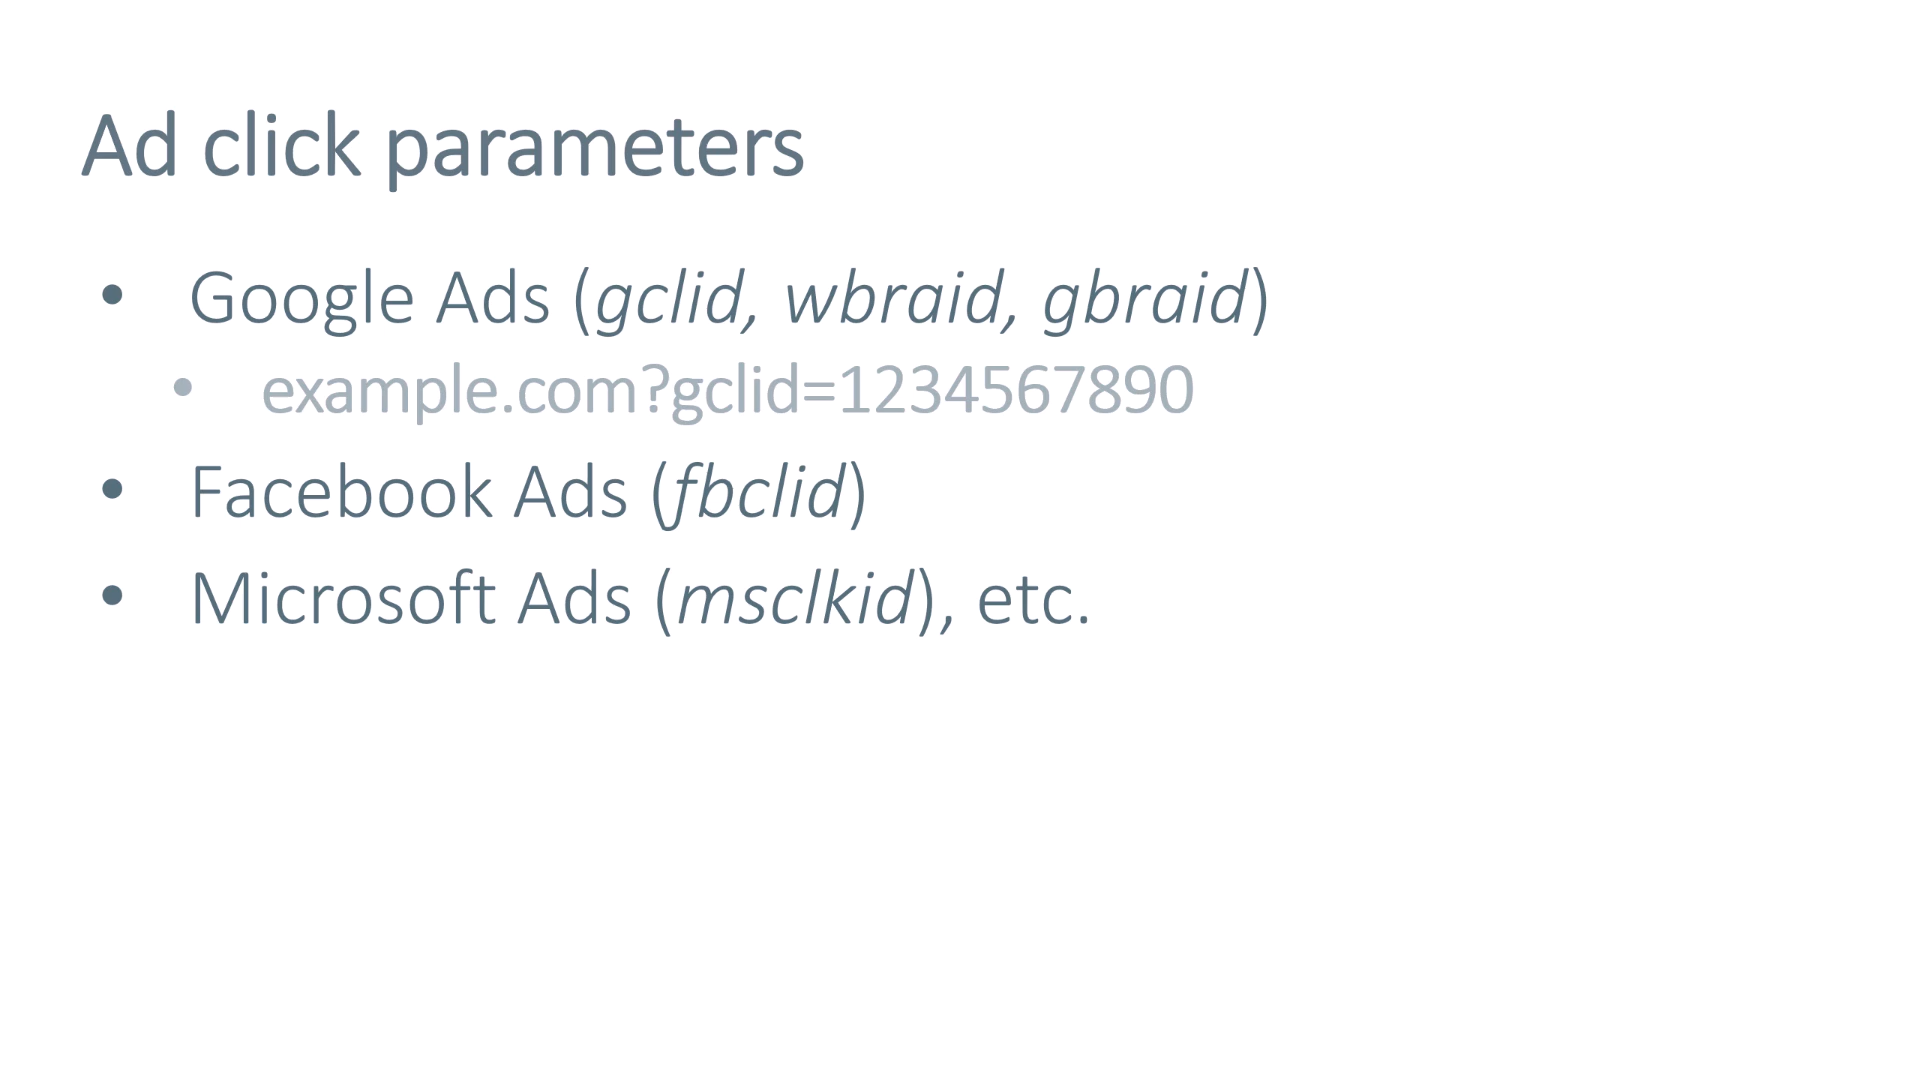 Ad click parameters
• Google Ads (gclid, wbraid, gbraid)
• example.com?gclid=1234567890
• Facebook Ads (fbclid)
• Microsoft Ads (msclkid), etc.